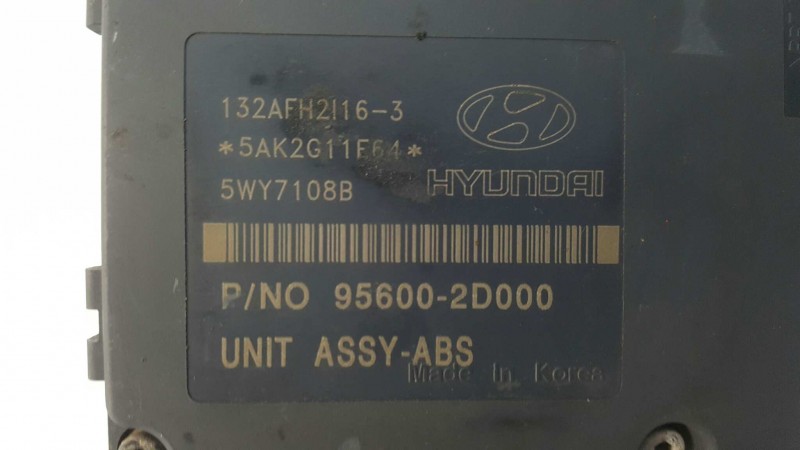 132AFH2I16-3
*5AK2G11F64*
5WY7108B
HYUNDAI
P/NO 95600-2D000
UNIT ASSY-ABS
Made In Korea